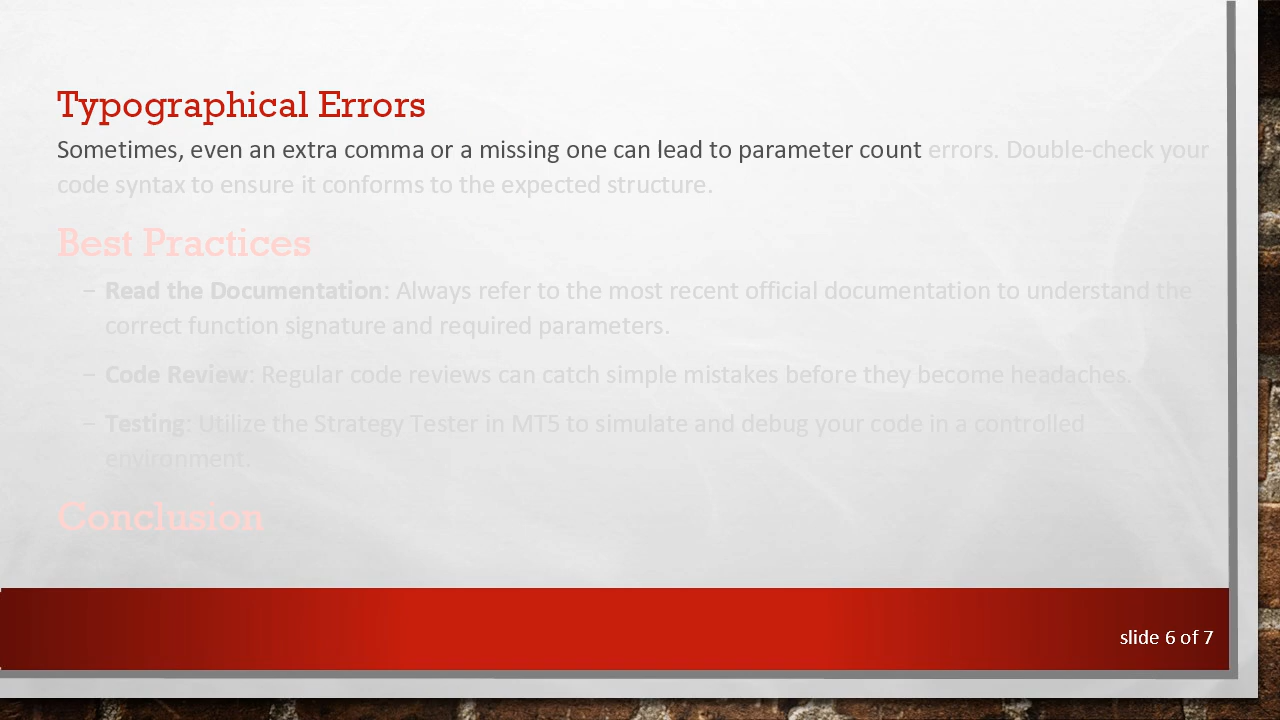 Typographical Errors
Sometimes, even an extra comma or a missing one can lead to parameter count errors. Double-check your
code syntax to ensure it conforms to the expected structure.
Best Practices
– Read the Documentation: Always refer to the most recent official documentation to understand the
correct function signature and required parameters.
– Code Review: Regular code reviews can catch simple mistakes before they become headaches.
– Testing: Utilize the Strategy Tester in MT5 to simulate and debug your code in a controlled
environment.
Conclusion
slide 6 of 7